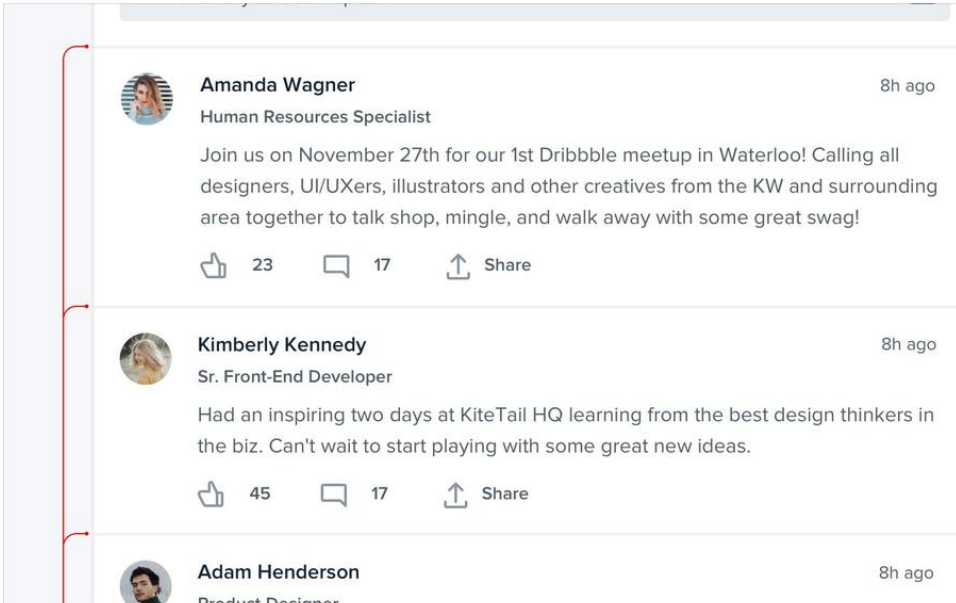 Amanda Wagner
8h ago
Human Resources Specialist
Join us on November 27th for our 1st Dribbble meetup in Waterloo! Calling all
designers, UI/UXers, illustrators and other creatives from the KW and surrounding
area together to talk shop, mingle, and walk away with some great swag!
23 17 Share
Kimberly Kennedy
8h ago
Sr. Front-End Developer
Had an inspiring two days at KiteTail HQ learning from the best design thinkers in
the biz. Can't wait to start playing with some great new ideas.
45 17 Share
Adam Henderson
8h ago
Product Designer